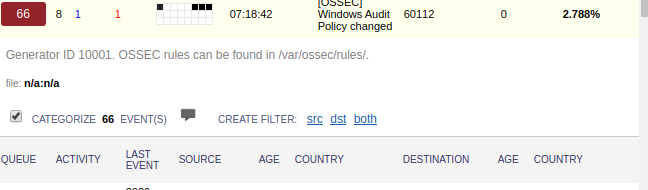 66 8 1 1 07:18:42 [OSSEC] Windows Audit Policy changed 60112 0 2.788%
Generator ID 10001. OSSEC rules can be found in /var/ossec/rules/.
file: n/a:n/a
CATEGORIZE 66 EVENT(S) CREATE FILTER: src dst both
QUEUE ACTIVITY LAST EVENT SOURCE AGE COUNTRY DESTINATION AGE COUNTRY